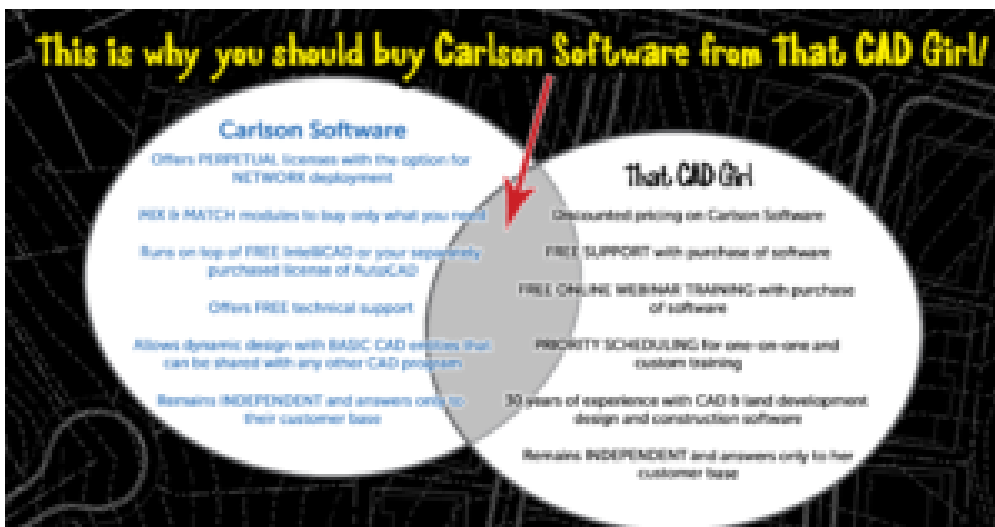 This is why you should buy Carlson Software from That CAD Girl!
Carlson Software
Offers PERPETUAL licenses with the option for
NETWORK deployment
MIX & MATCH modules to buy only what you need
Runs on top of FREE IntelliCAD or your separately
purchased license of AutoCAD
Offers FREE technical support
Allows dynamic design with BASIC CAD entities that
can be shared with any other CAD program
Remains INDEPENDENT and answers only to
their customer base
That CAD Girl
Discounted pricing on Carlson Software
FREE SUPPORT with purchase of software
FREE ONLINE WEBINAR TRAINING with purchase
of software
PRIORITY SCHEDULING for one-on-one and
custom training
30 years of experience with CAD & land development
design and construction software
Remains INDEPENDENT and answers only to her
customer base